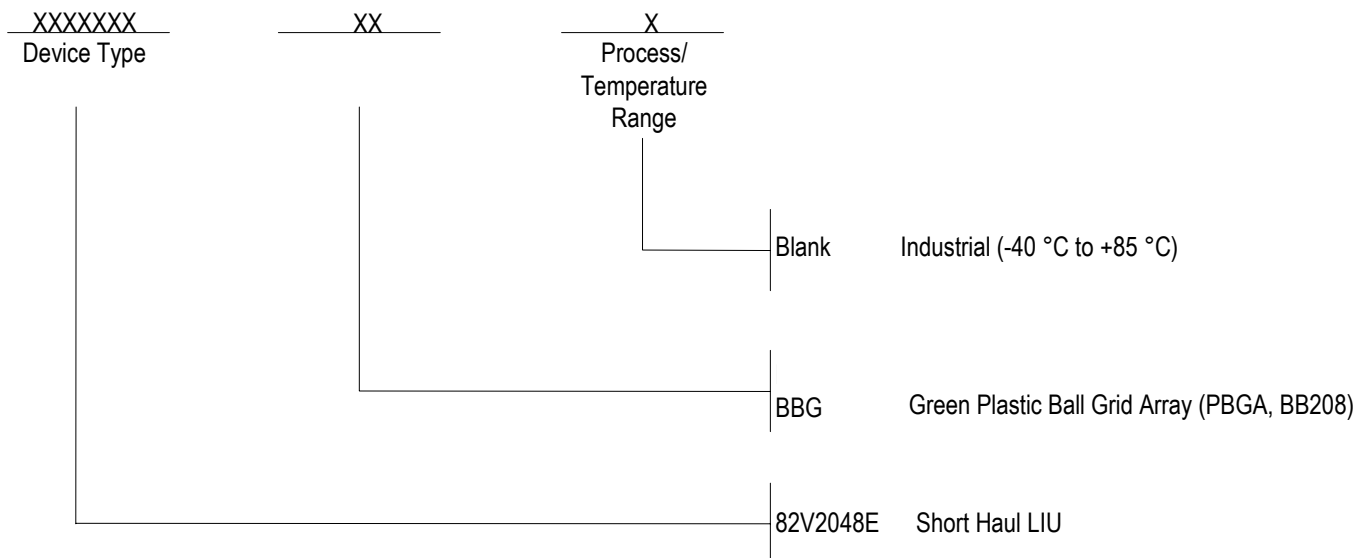 XXXXXXX XX X
Device Type
Process/
Temperature
Range
Blank Industrial (-40 °C to +85 °C)
BBG Green Plastic Ball Grid Array (PBGA, BB208)
82V2048E Short Haul LIU